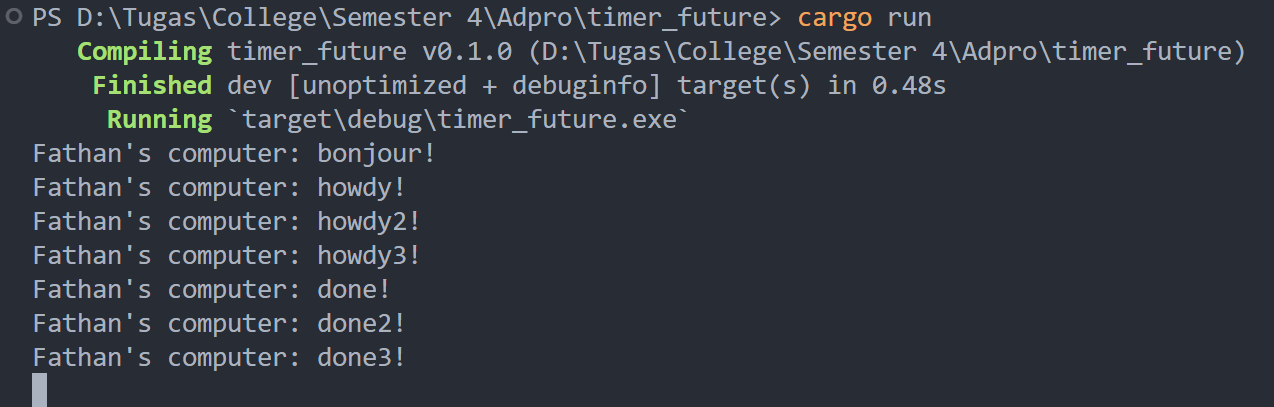 PS D:\Tugas\College\Semester 4\Adpro\timer_future> cargo run
Compiling timer_future v0.1.0 (D:\Tugas\College\Semester 4\Adpro\timer_future)
Finished dev [unoptimized + debuginfo] target(s) in 0.48s
Running `target\debug\timer_future.exe`
Fathan's computer: bonjour!
Fathan's computer: howdy!
Fathan's computer: howdy2!
Fathan's computer: howdy3!
Fathan's computer: done!
Fathan's computer: done2!
Fathan's computer: done3!